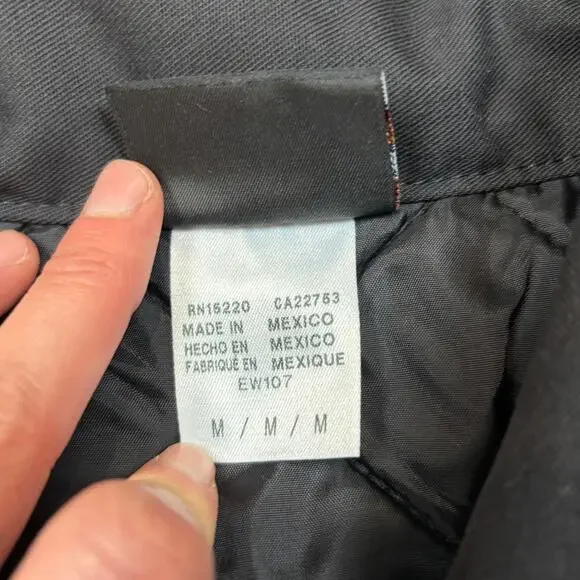 RN15220 CA22753
MADE IN MEXICO
HECHO EN MEXICO
FABRIQUÉ EN MEXIQUE
EW107
M / M / M